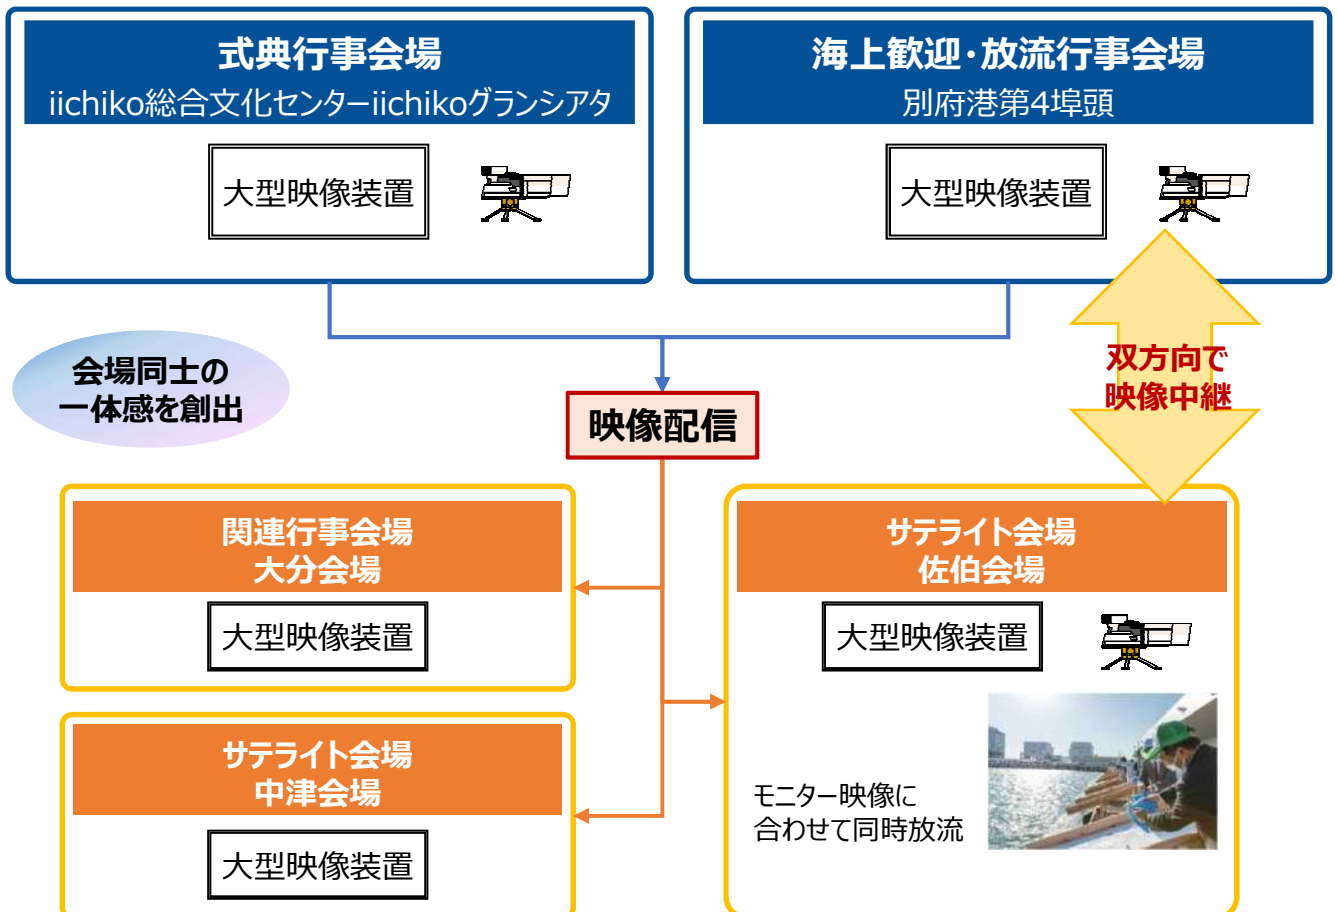 式典行事会場
iichiko総合文化センターiichikoグランシアタ
大型映像装置
海上歓迎・放流行事会場
別府港第4埠頭
大型映像装置
会場同士の
一体感を創出
双方向で
映像中継
映像配信
関連行事会場
大分会場
大型映像装置
サテライト会場
佐伯会場
大型映像装置
モニター映像に
合わせて同時放流
サテライト会場
中津会場
大型映像装置